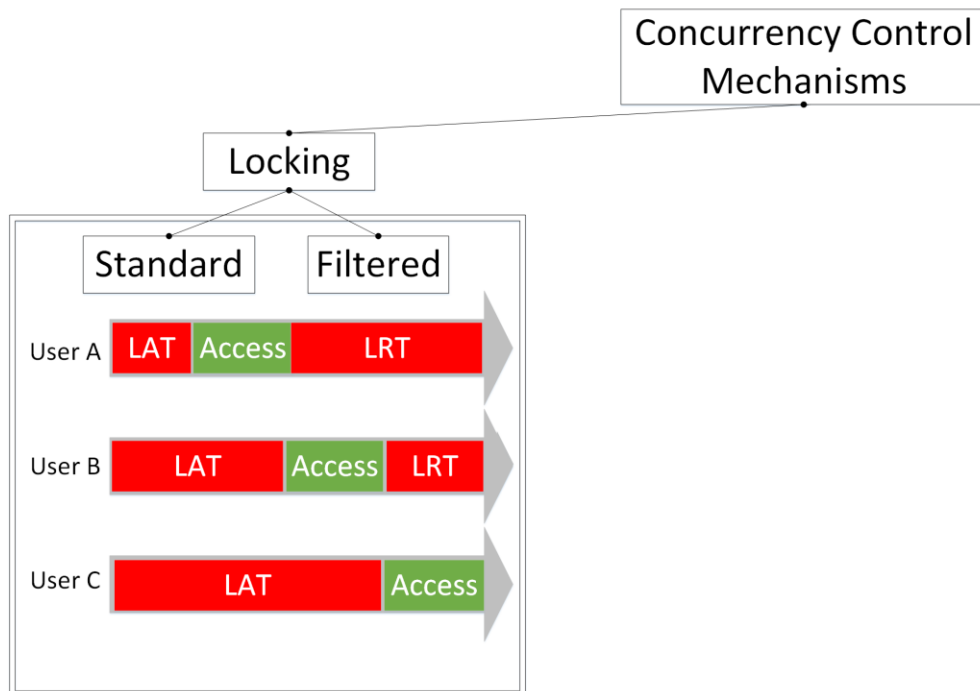 Concurrency Control
Mechanisms
Locking
Standard
Filtered
User A
LAT
Access
LRT
User B
LAT
Access
LRT
User C
LAT
Access